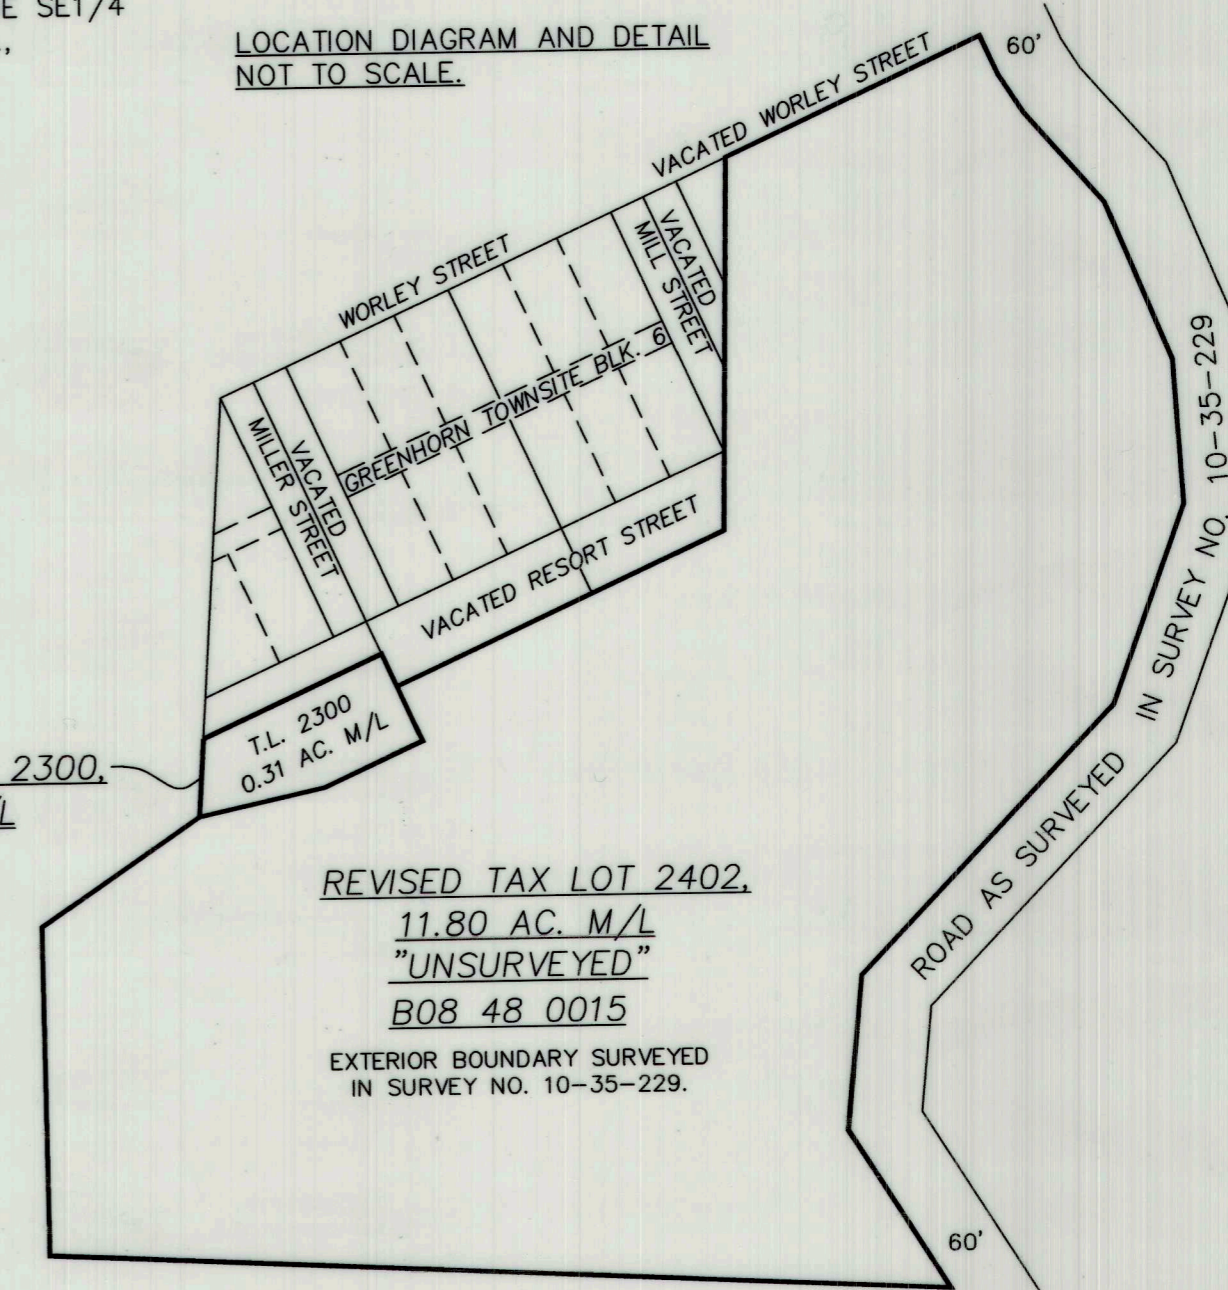 E SE1/4
LOCATION DIAGRAM AND DETAIL
NOT TO SCALE.
60'
VACATED WORLEY STREET
WORLEY STREET
VACATED
MILL STREET
GREENHORN TOWNSITE BLK. 6
VACATED
MILLER STREET
VACATED RESORT STREET
T.L. 2300
0.31 AC. M/L
2300,
/L
REVISED TAX LOT 2402,
11.80 AC. M/L
"UNSURVEYED"
B08 48 0015
EXTERIOR BOUNDARY SURVEYED
IN SURVEY NO. 10-35-229.
ROAD AS SURVEYED IN SURVEY NO. 10-35-229
60'